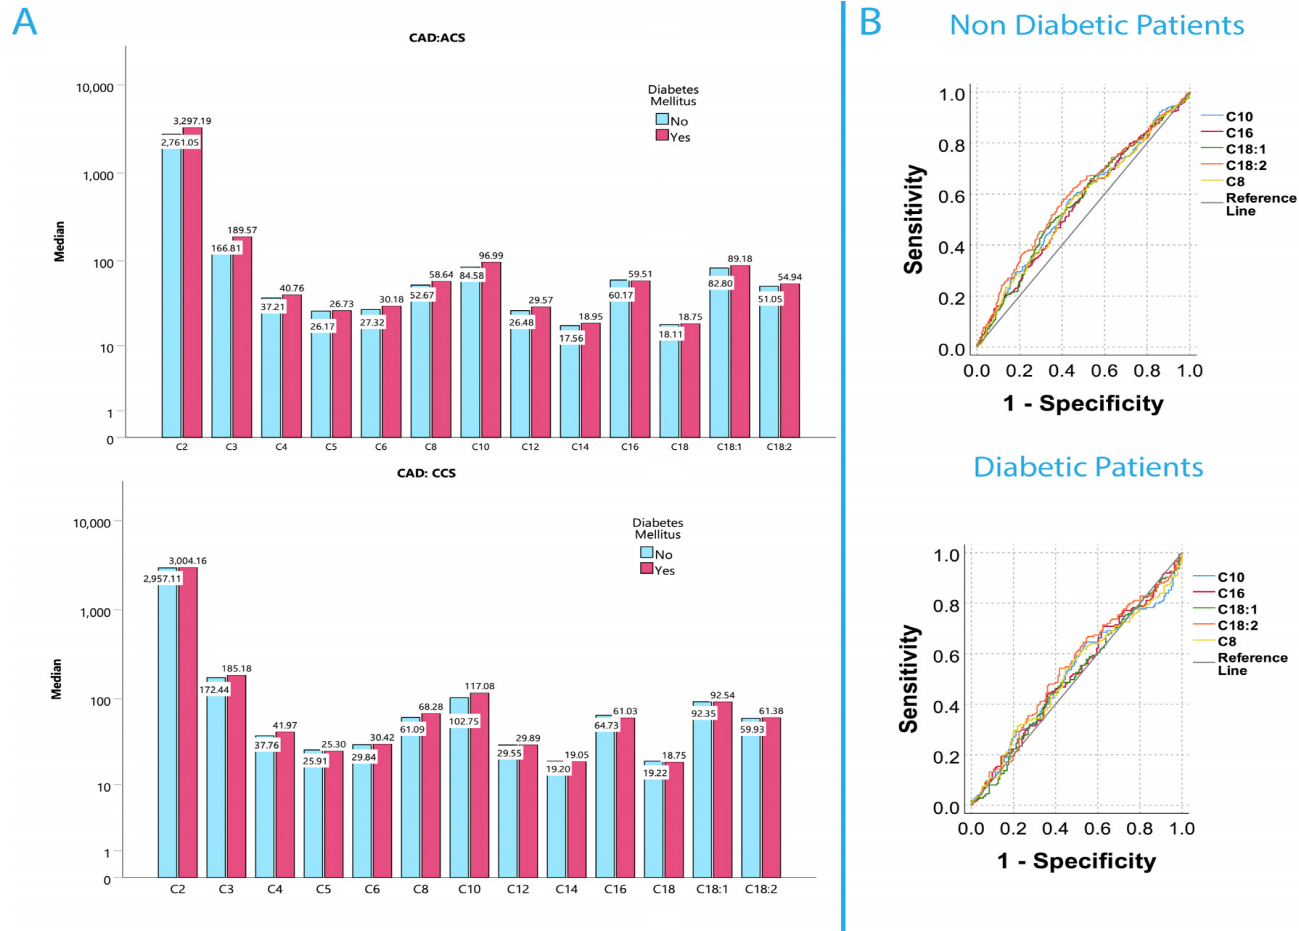 A
CAD:ACS
Diabetes
Mellitus
No
Yes
Median
10,000
1,000
100
10
1
0
3,297.19
2,761.05
189.57
166.81
40.76
37.21
26.73
26.17
30.18
27.32
58.64
52.67
96.99
84.58
29.57
26.48
18.95
17.56
59.51
60.17
18.75
18.11
89.18
82.80
54.94
51.05
C2 C3 C4 C5 C6 C8 C10 C12 C14 C16 C18 C18:1 C18:2
CAD: CCS
Diabetes
Mellitus
No
Yes
Median
10,000
1,000
100
10
1
0
3,004.16
2,957.11
185.18
172.44
41.97
37.76
25.30
25.91
30.42
29.84
68.28
61.09
117.08
102.75
29.89
29.55
19.05
19.20
61.03
64.73
18.75
19.22
92.54
92.35
61.38
59.93
C2 C3 C4 C5 C6 C8 C10 C12 C14 C16 C18 C18:1 C18:2
B
Non Diabetic Patients
Sensitivity
1.0
0.8
0.6
0.4
0.2
0.0
0.0 0.2 0.4 0.6 0.8 1.0
1 - Specificity
C10
C16
C18:1
C18:2
C8
Reference
Line
Diabetic Patients
Sensitivity
1.0
0.8
0.6
0.4
0.2
0.0
0.0 0.2 0.4 0.6 0.8 1.0
1 - Specificity
C10
C16
C18:1
C18:2
C8
Reference
Line